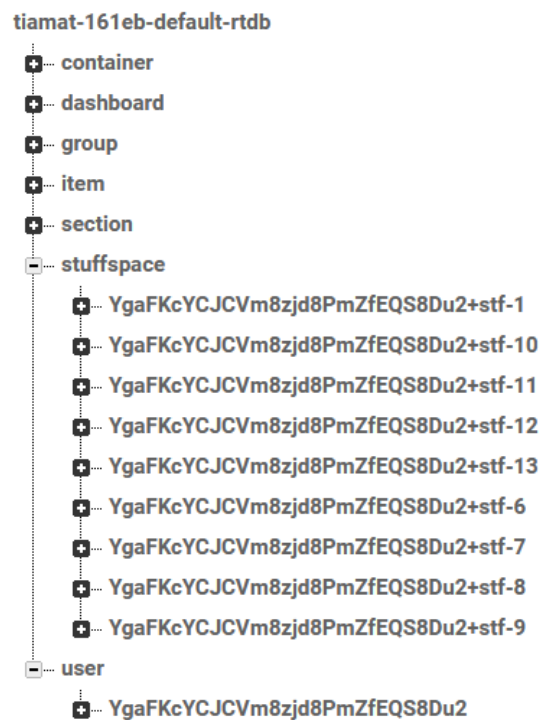 tiamat-161eb-default-rtdb
container
dashboard
group
item
section
stuffspace
YgaFKcYCJCVm8zjd8PmZfEQS8Du2+stf-1
YgaFKcYCJCVm8zjd8PmZfEQS8Du2+stf-10
YgaFKcYCJCVm8zjd8PmZfEQS8Du2+stf-11
YgaFKcYCJCVm8zjd8PmZfEQS8Du2+stf-12
YgaFKcYCJCVm8zjd8PmZfEQS8Du2+stf-13
YgaFKcYCJCVm8zjd8PmZfEQS8Du2+stf-6
YgaFKcYCJCVm8zjd8PmZfEQS8Du2+stf-7
YgaFKcYCJCVm8zjd8PmZfEQS8Du2+stf-8
YgaFKcYCJCVm8zjd8PmZfEQS8Du2+stf-9
user
YgaFKcYCJCVm8zjd8PmZfEQS8Du2